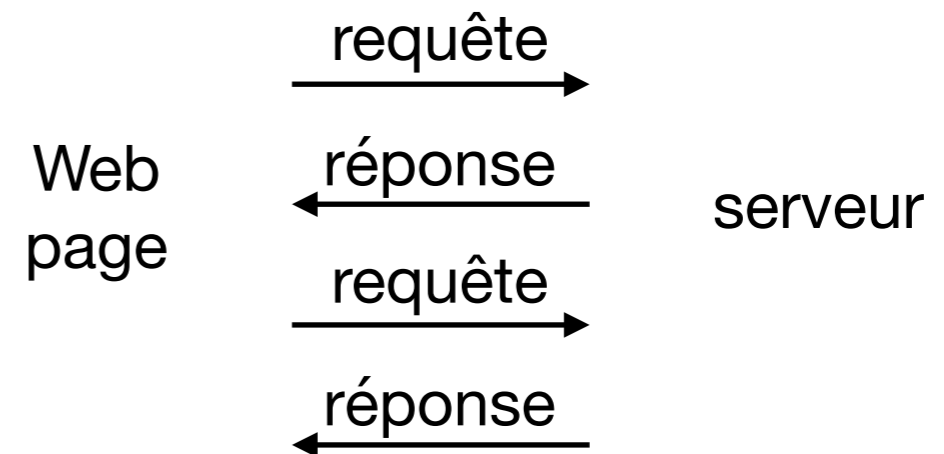 requête
Web
page
réponse
serveur
requête
réponse